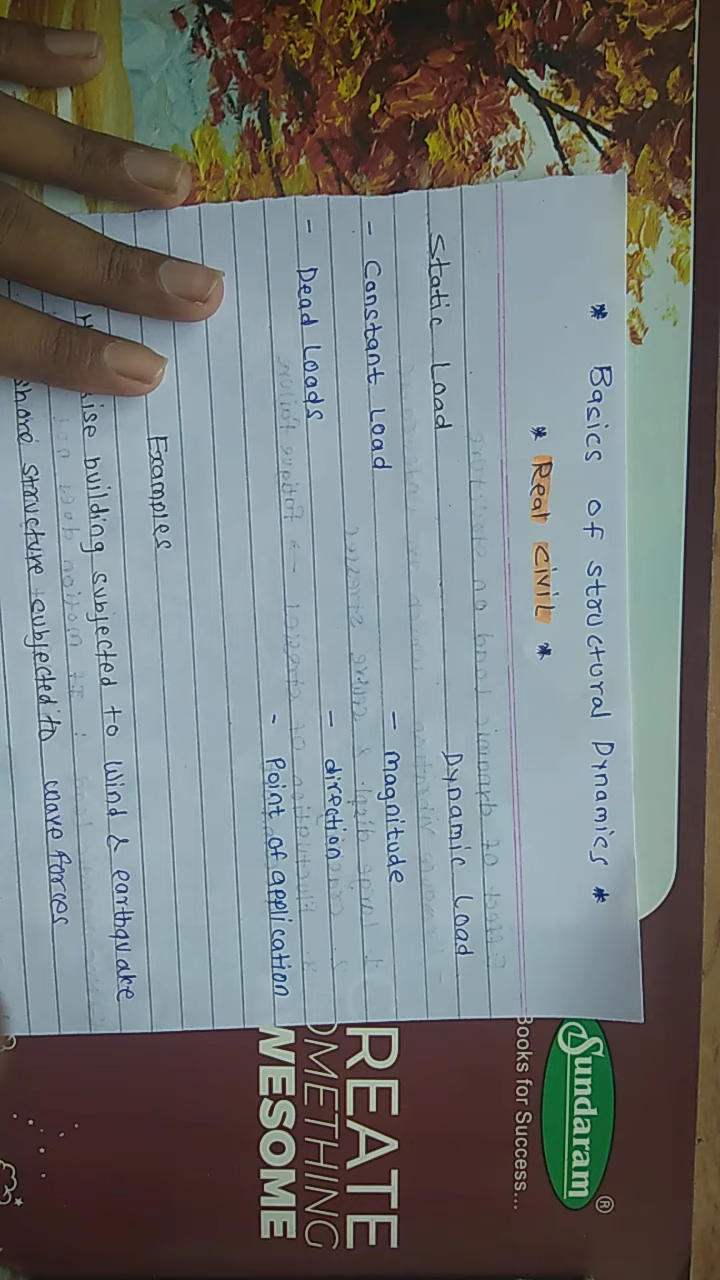 * Basics of structural Dynamics *
* Real civil *
Static Load
Dynamic Load
- Constant Load
- magnitude
- Dead Loads
- direction
- Point of application
Examples
rise building subjected to wind & earthquake
shore structure subjected to wave forces
Sundaram®
Books for Success...
REATE
OMETHING
WESOME